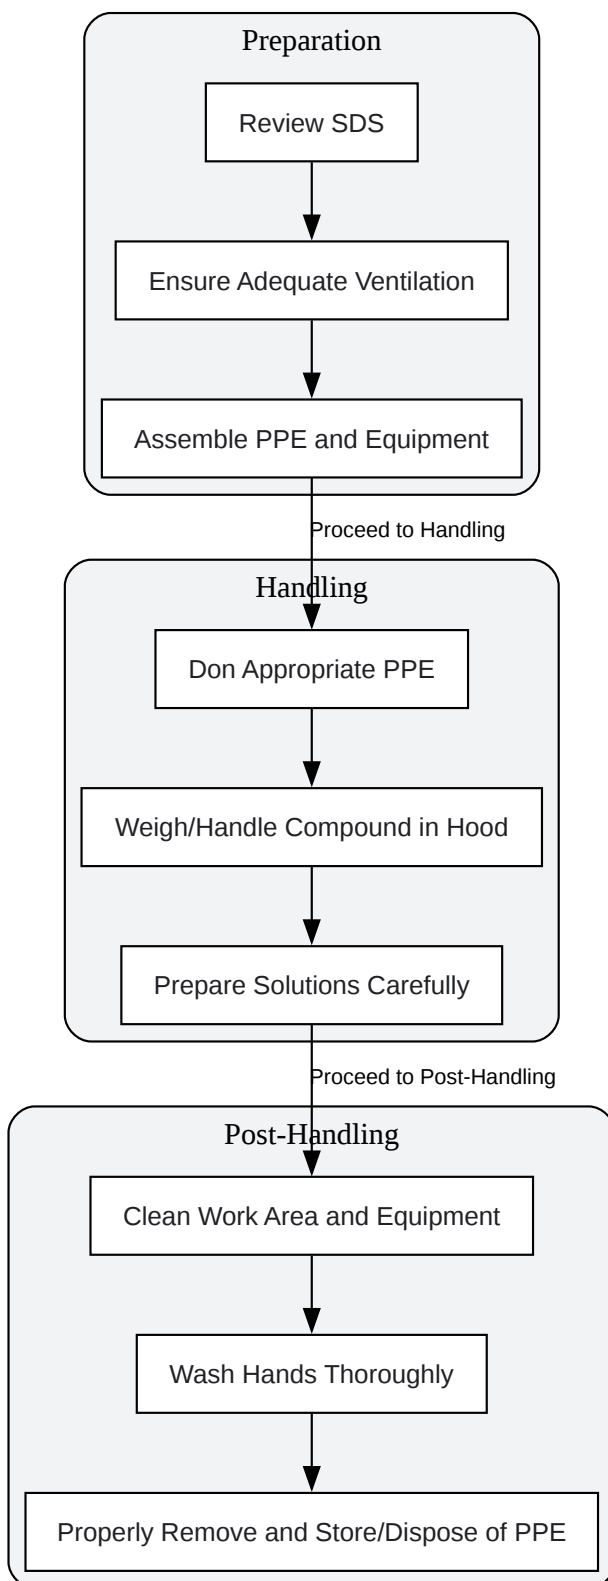 Preparation
Review SDS
Ensure Adequate Ventilation
Assemble PPE and Equipment
Proceed to Handling
Handling
Don Appropriate PPE
Weigh/Handle Compound in Hood
Prepare Solutions Carefully
Proceed to Post-Handling
Post-Handling
Clean Work Area and Equipment
Wash Hands Thoroughly
Properly Remove and Store/Dispose of PPE